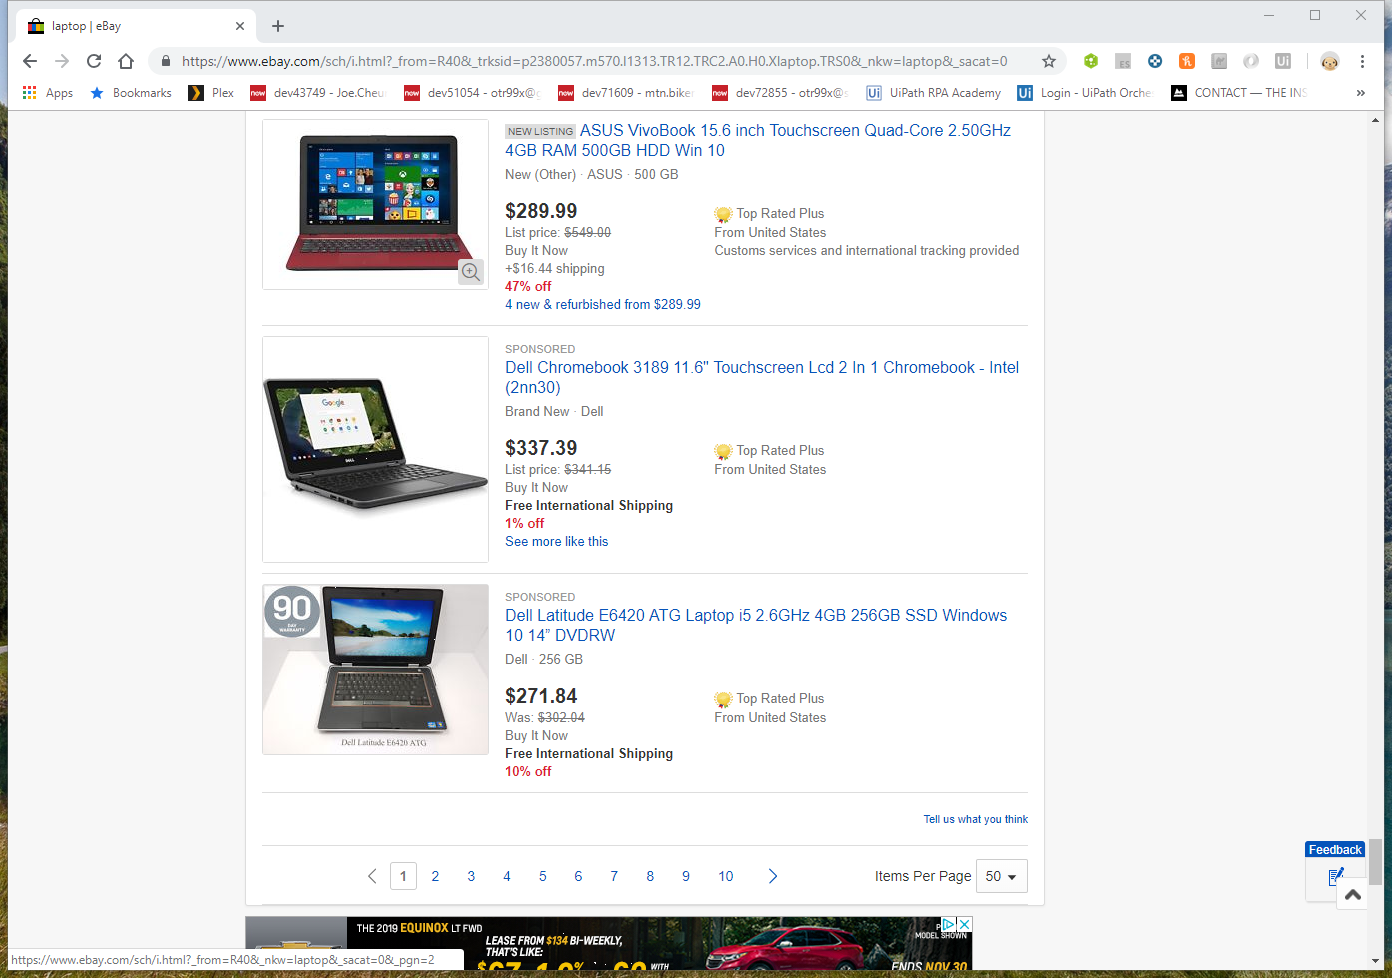 laptop | eBay
https://www.ebay.com/sch/i.html?_from=R40&_trksid=p2380057.m570.l1313.TR12.TRC2.A0.H0.Xlaptop.TRS0&_nkw=laptop&_sacat=0
Apps Bookmarks Plex now dev43749 - Joe.Cheu now dev51054 - otr99x@g now dev71609 - mtn.bike now dev72855 - otr99x@s Ui UiPath RPA Academy Ui Login - UiPath Orche CONTACT — THE INS »
NEW LISTING ASUS VivoBook 15.6 inch Touchscreen Quad-Core 2.50GHz
4GB RAM 500GB HDD Win 10
New (Other) · ASUS · 500 GB
$289.99 Top Rated Plus
List price: $549.00 From United States
Buy It Now Customs services and international tracking provided
+$16.44 shipping
47% off
4 new & refurbished from $289.99
Google
DELL
SPONSORED
Dell Chromebook 3189 11.6" Touchscreen Lcd 2 In 1 Chromebook - Intel
(2nn30)
Brand New · Dell
$337.39 Top Rated Plus
List price: $341.15 From United States
Buy It Now
Free International Shipping
1% off
See more like this
90
DAY
WARRANTY
Dell Latitude E6420 ATG
SPONSORED
Dell Latitude E6420 ATG Laptop i5 2.6GHz 4GB 256GB SSD Windows
10 14” DVDRW
Dell · 256 GB
$271.84 Top Rated Plus
Was: $302.04 From United States
Buy It Now
Free International Shipping
10% off
Tell us what you think
Feedback
1 2 3 4 5 6 7 8 9 10 Items Per Page 50
THE 2019 EQUINOX LT FWD
LEASE FROM $134 BI-WEEKLY,
THAT'S LIKE:
WITH
MODEL SHOWN
ENDS NOV 30
https://www.ebay.com/sch/i.html?_from=R40&_nkw=laptop&_sacat=0&_pgn=2